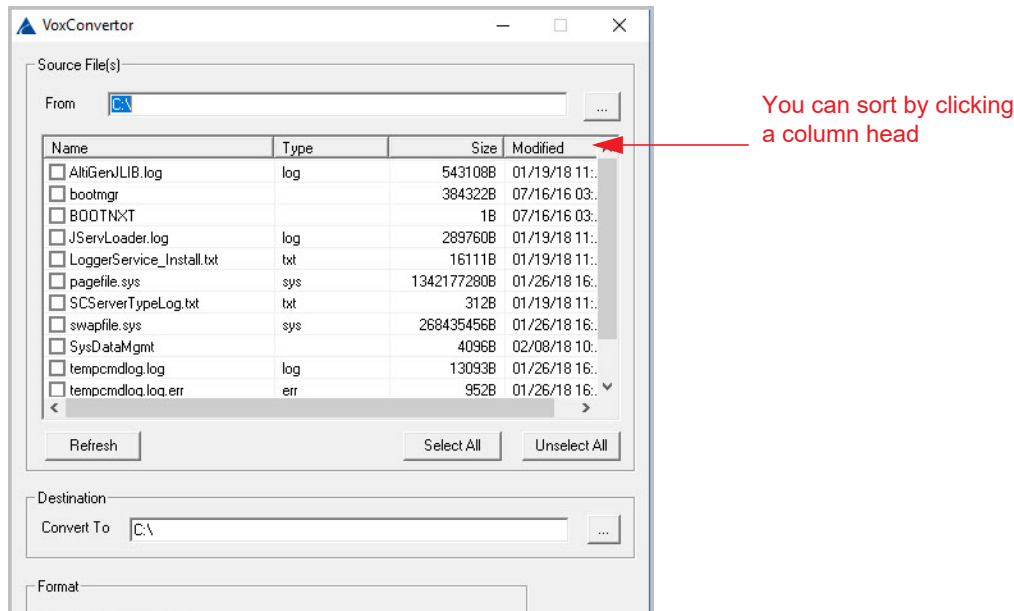 VoxConvertor
Source File(s)
From C:\ ...
You can sort by clicking
a column head
Name Type Size Modified
AltiGenJLIB.log log 543108B 01/19/18 11:.
bootmgr 384322B 07/16/16 03:.
BOOTNXT 1B 07/16/16 03:.
JServLoader.log log 289760B 01/19/18 11:.
LoggerService_Install.txt txt 16111B 01/19/18 11:.
pagefile.sys sys 1342177280B 01/26/18 16:.
SCServerTypeLog.txt txt 312B 01/19/18 11:.
swapfile.sys sys 268435456B 01/26/18 16:.
SysDataMgmt 4096B 02/08/18 10:.
tempcmdlog.log log 13093B 01/26/18 16:.
tempcmdlog.log.err err 952B 01/26/18 16:.
Refresh Select All Unselect All
Destination
Convert To C:\ ...
Format